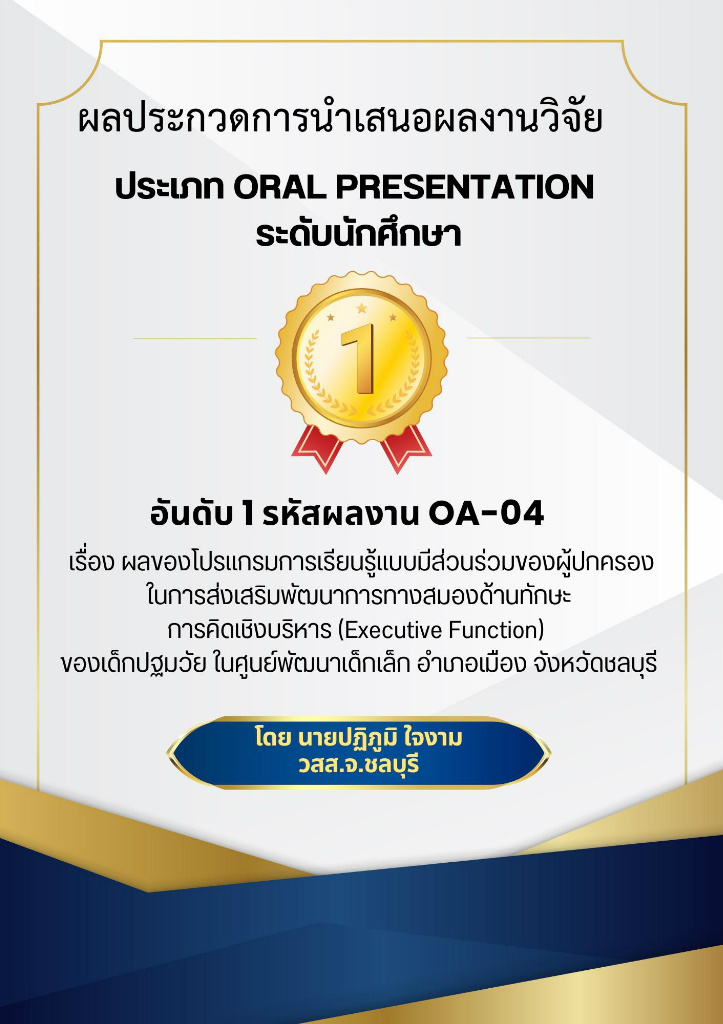 ผลประกวดการนำเสนอผลงานวิจัย
ประเภท ORAL PRESENTATION
ระดับนักศึกษา
1
อันดับ 1 รหัสผลงาน OA-04
เรื่อง ผลของโปรแกรมการเรียนรู้แบบมีส่วนร่วมของผู้ปกครอง
ในการส่งเสริมพัฒนาการทางสมองด้านทักษะ
การคิดเชิงบริหาร (Executive Function)
ของเด็กปฐมวัย ในศูนย์พัฒนาเด็กเล็ก อำเภอเมือง จังหวัดชลบุรี
โดย นายปฏิภูมิ ใจงาม
วสส.จ.ชลบุรี